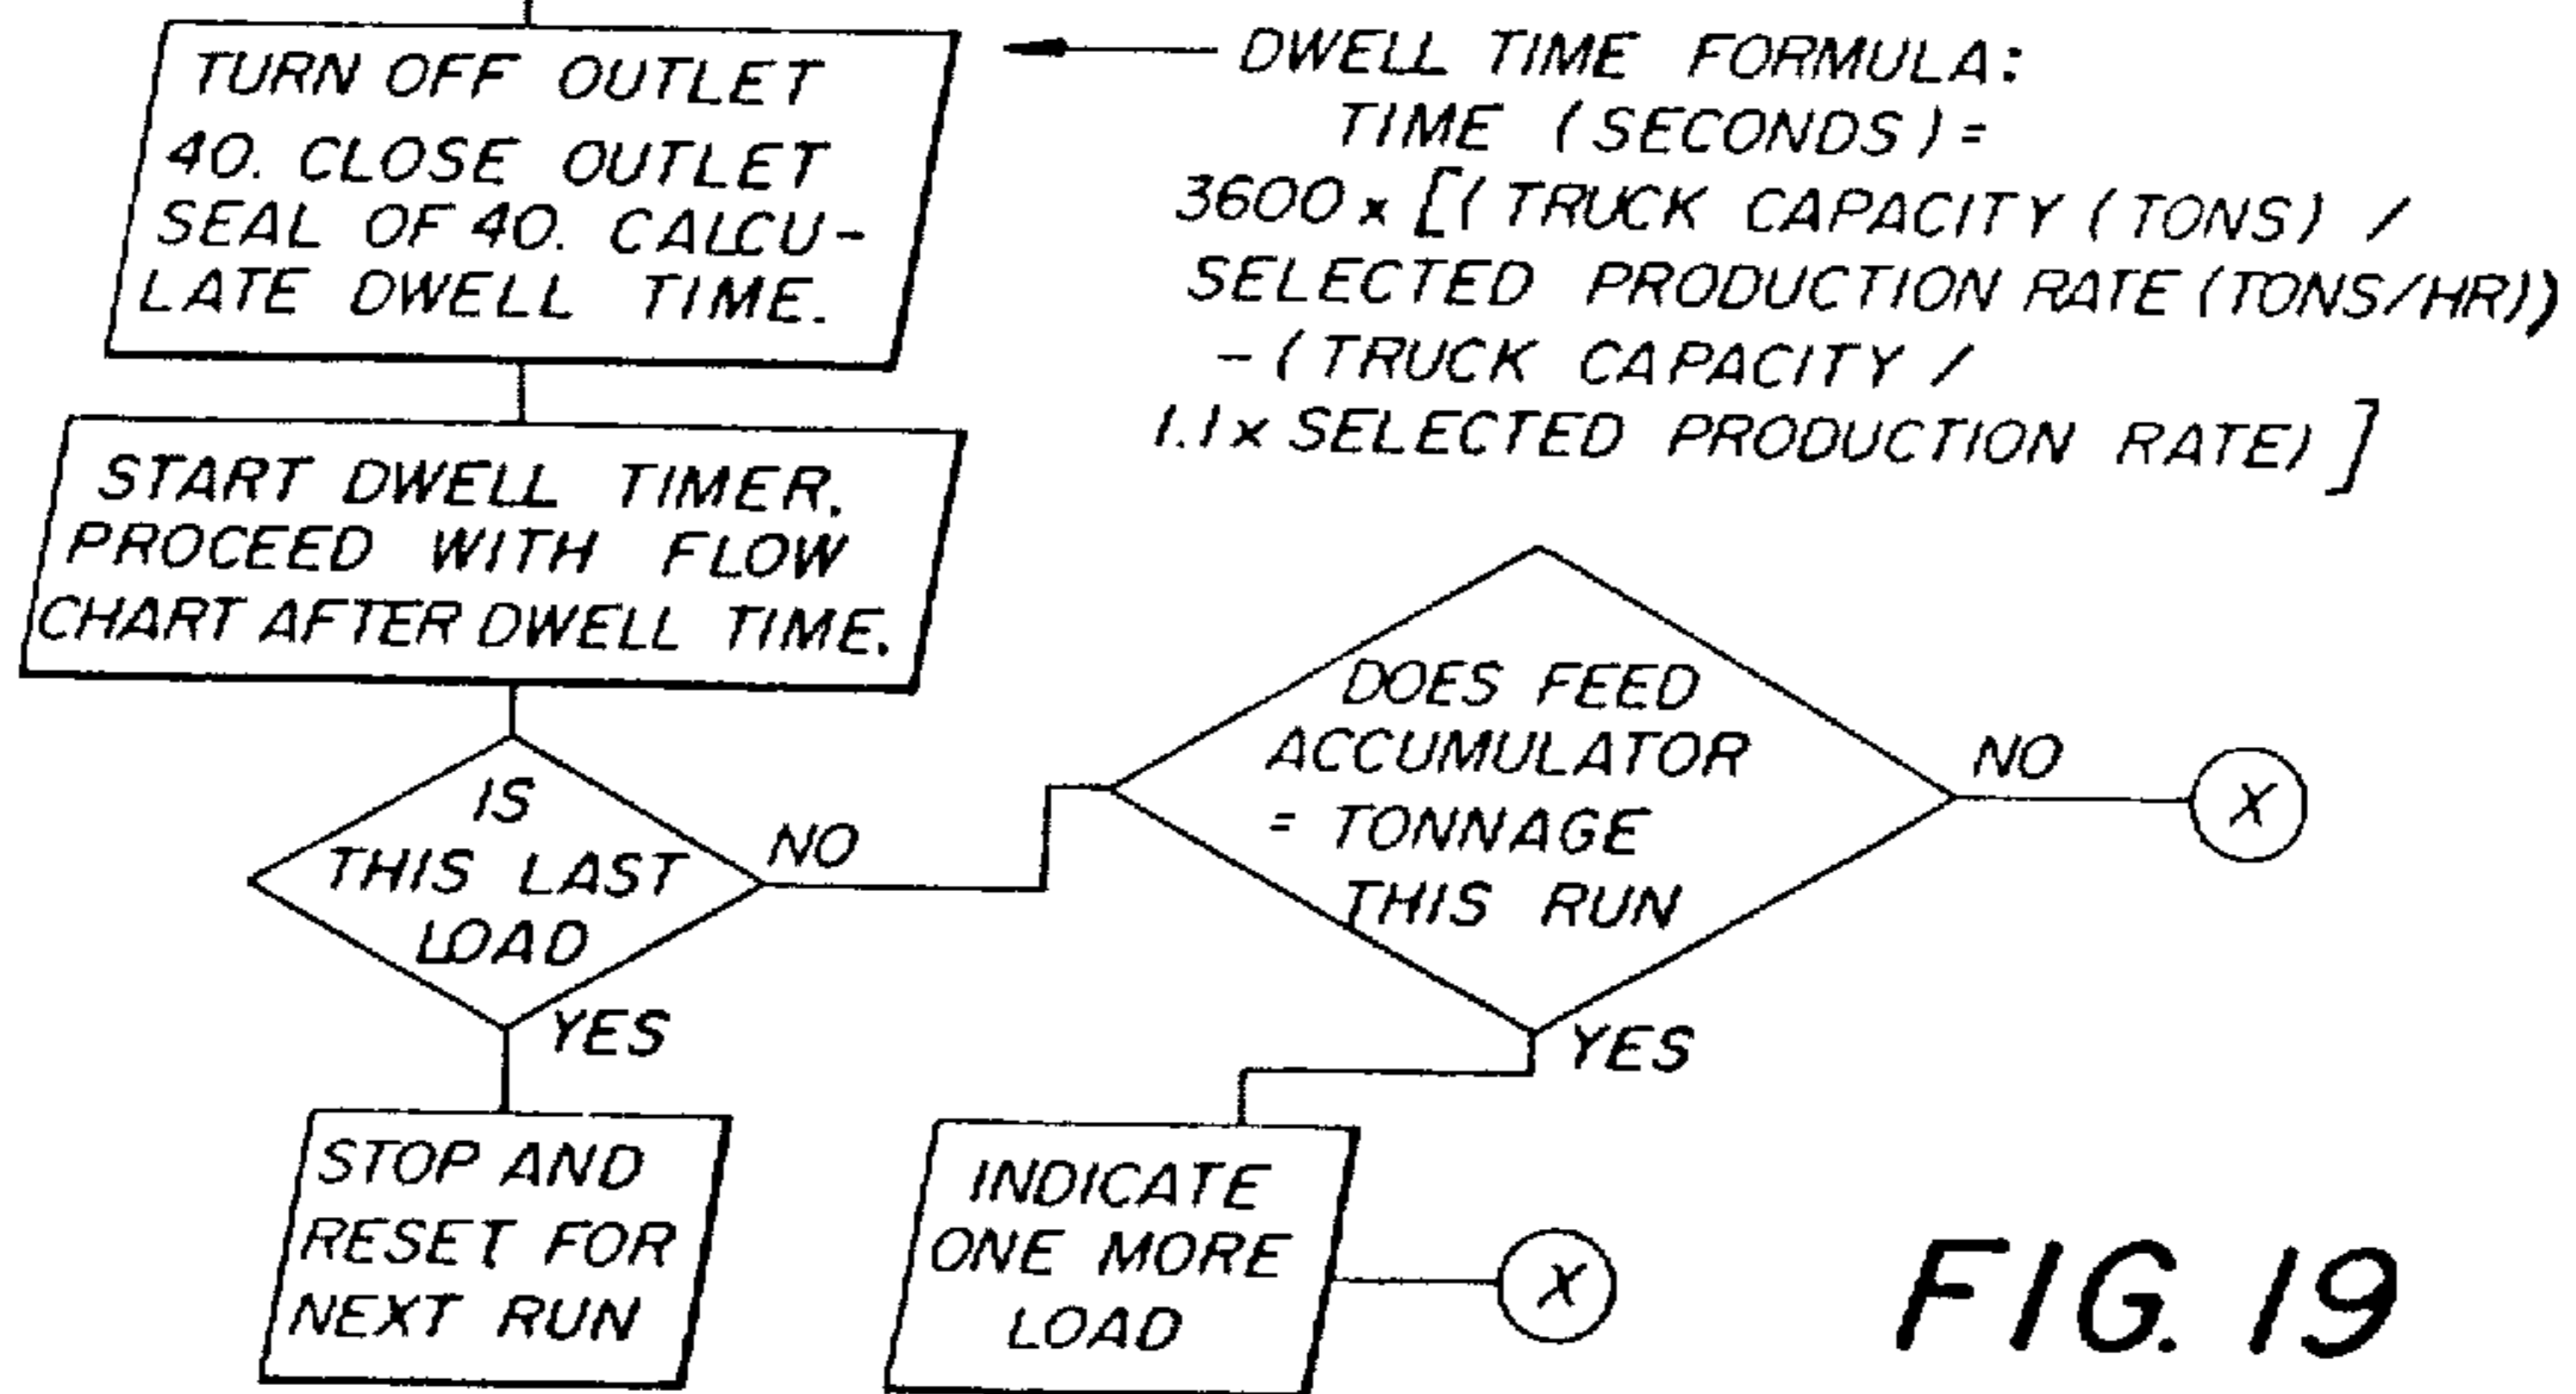 TURN OFF OUTLET
40. CLOSE OUTLET
SEAL OF 40. CALCU-
LATE DWELL TIME.
DWELL TIME FORMULA:
TIME (SECONDS) =
3600 x [( TRUCK CAPACITY (TONS) /
SELECTED PRODUCTION RATE (TONS/HR))
- ( TRUCK CAPACITY /
1.1 x SELECTED PRODUCTION RATE) ]
START DWELL TIMER.
PROCEED WITH FLOW
CHART AFTER DWELL TIME.
IS
THIS LAST
LOAD
NO
YES
DOES FEED
ACCUMULATOR
= TONNAGE
THIS RUN
NO
X
YES
STOP AND
RESET FOR
NEXT RUN
INDICATE
ONE MORE
LOAD
X
FIG. 19